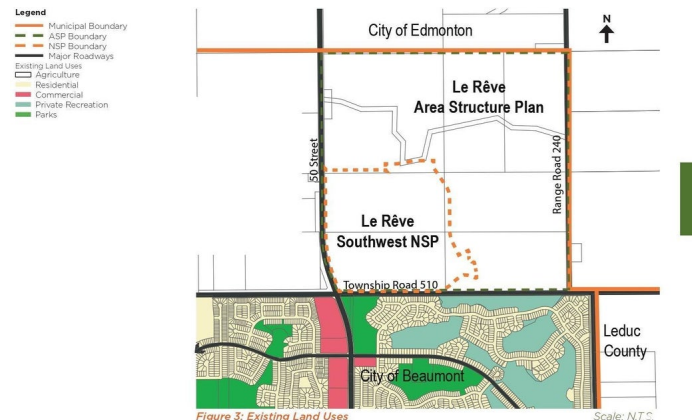 Legend
Municipal Boundary
ASP Boundary
NSP Boundary
Major Roadways
Existing Land Uses
Agriculture
Residential
Commercial
Private Recreation
Parks
City of Edmonton
N
Le Rêve
Area Structure Plan
50 Street
Range Road 240
Le Rêve
Southwest NSP
Township Road 510
Leduc
County
City of Beaumont
Figure 3: Existing Land Uses
Scale: N.T.S.